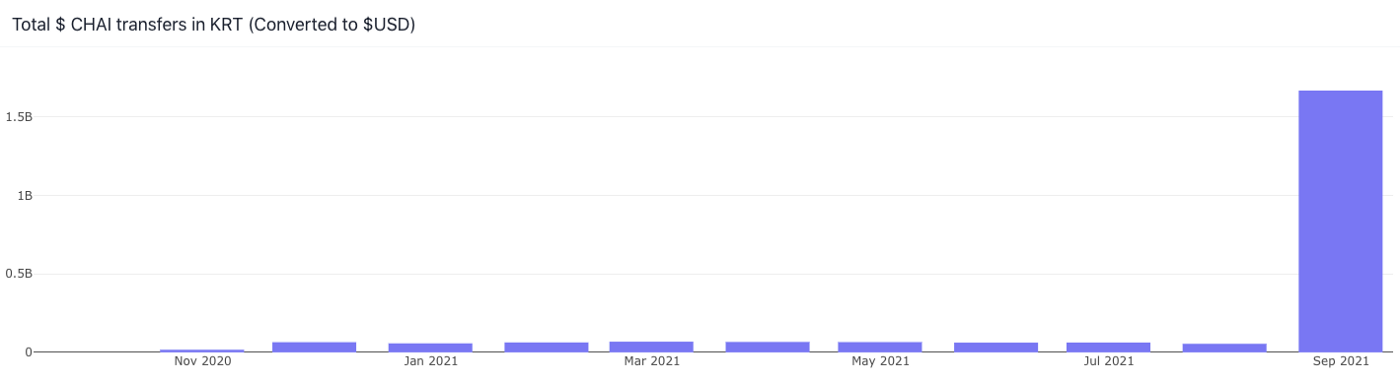 Total $ CHAI transfers in KRT (Converted to $USD)
1.5B
1B
0.5B
0
Nov 2020 Jan 2021 Mar 2021 May 2021 Jul 2021 Sep 2021